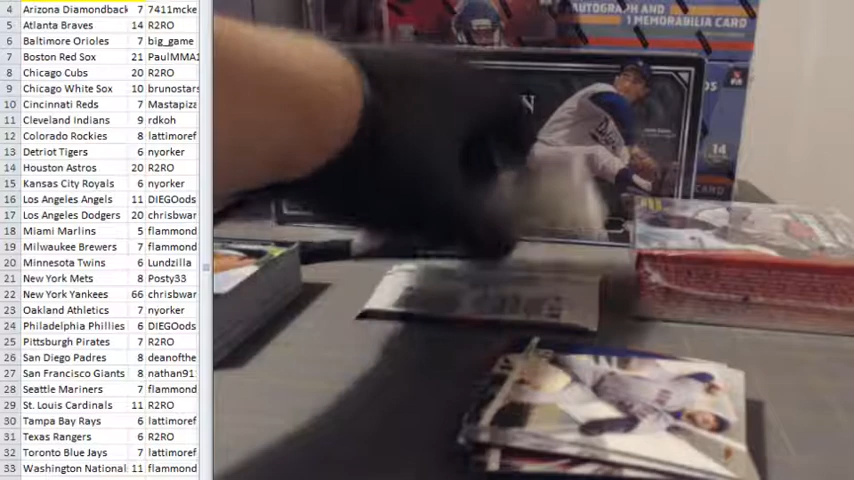 4 Arizona Diamondback 7 7411mcke
5 Atlanta Braves 14 R2RO
6 Baltimore Orioles 7 big_game
7 Boston Red Sox 21 PaulMMA1
8 Chicago Cubs 20 R2RO
9 Chicago White Sox 10 brunostars
10 Cincinnati Reds 7 Mastapiza
11 Cleveland Indians 9 rdkoh
12 Colorado Rockies 8 lattimoref
13 Detriot Tigers 7 nyorker
14 Houston Astros 20 R2RO
15 Kansas City Royals 6 nyorker
16 Los Angeles Angels 11 DIEGOods
17 Los Angeles Dodgers 20 chrisbwar
18 Miami Marlins 5 flammond
19 Milwaukee Brewers 7 flammond
20 Minnesota Twins 6 Lundzilla
21 New York Mets 8 Posty33
22 New York Yankees 66 chrisbwar
23 Oakland Athletics 7 nyorker
24 Philadelphia Phillies 6 DIEGOods
25 Pittsburgh Pirates 7 R2RO
26 San Diego Padres 8 deanofthe
27 San Francisco Giants 8 nathan91
28 Seattle Mariners 7 flammond
29 St. Louis Cardinals 11 R2RO
30 Tampa Bay Rays 6 lattimoref
31 Texas Rangers 6 R2RO
32 Toronto Blue Jays 7 lattimoref
33 Washington National 11 flammond
AUTOGRAPH AND
1 MEMORABILIA CARD
14
CARD